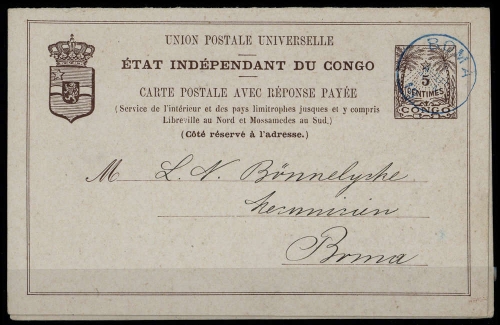 UNION POSTALE UNIVERSELLE
ÉTAT INDÉPENDANT DU CONGO
CARTE POSTALE AVEC RÉPONSE PAYÉE
(Service de l'intérieur et des pays limitrophes jusques et y compris
Libreville au Nord et Mossamedes au Sud.)
(Côté réservé à l'adresse.)
BOMA
5
CENTIMES
CONGO
M L. N. Bönnelycke
mecanicien
Boma